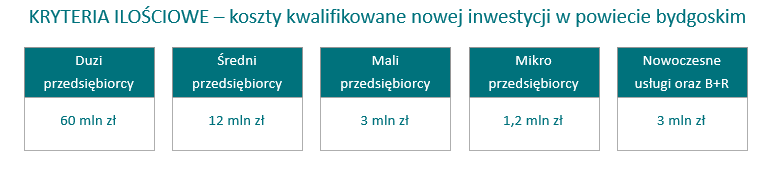 KRYTERIA ILOŚCIOWE – koszty kwalifikowane nowej inwestycji w powiecie bydgoskim
Duzi
przedsiębiorcy
60 mln zł
Średni
przedsiębiorcy
12 mln zł
Mali
przedsiębiorcy
3 mln zł
Mikro
przedsiębiorcy
1,2 mln zł
Nowoczesne
usługi oraz B+R
3 mln zł